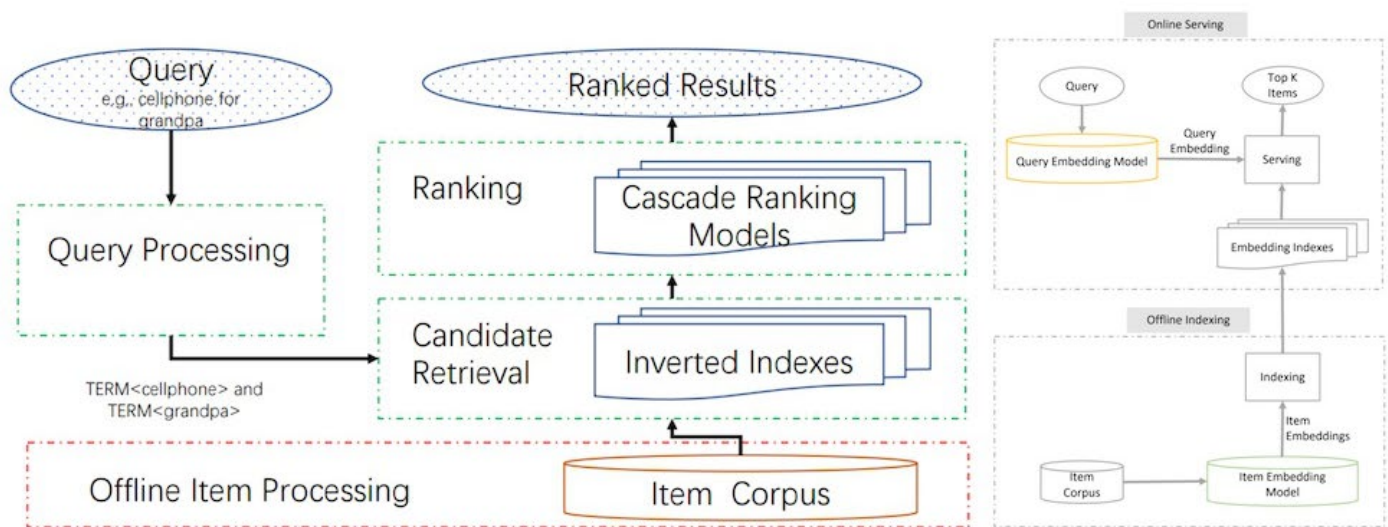 Query
e.g., cellphone for
grandpa
Query Processing
TERM<cellphone> and
TERM<grandpa>
Ranked Results
Ranking
Cascade Ranking
Models
Candidate
Retrieval
Inverted Indexes
Offline Item Processing
Item Corpus
Online Serving
Query
Top K
Items
Query Embedding Model
Query
Embedding
Serving
Embedding Indexes
Offline Indexing
Indexing
Item
Embeddings
Item
Corpus
Item Embedding
Model